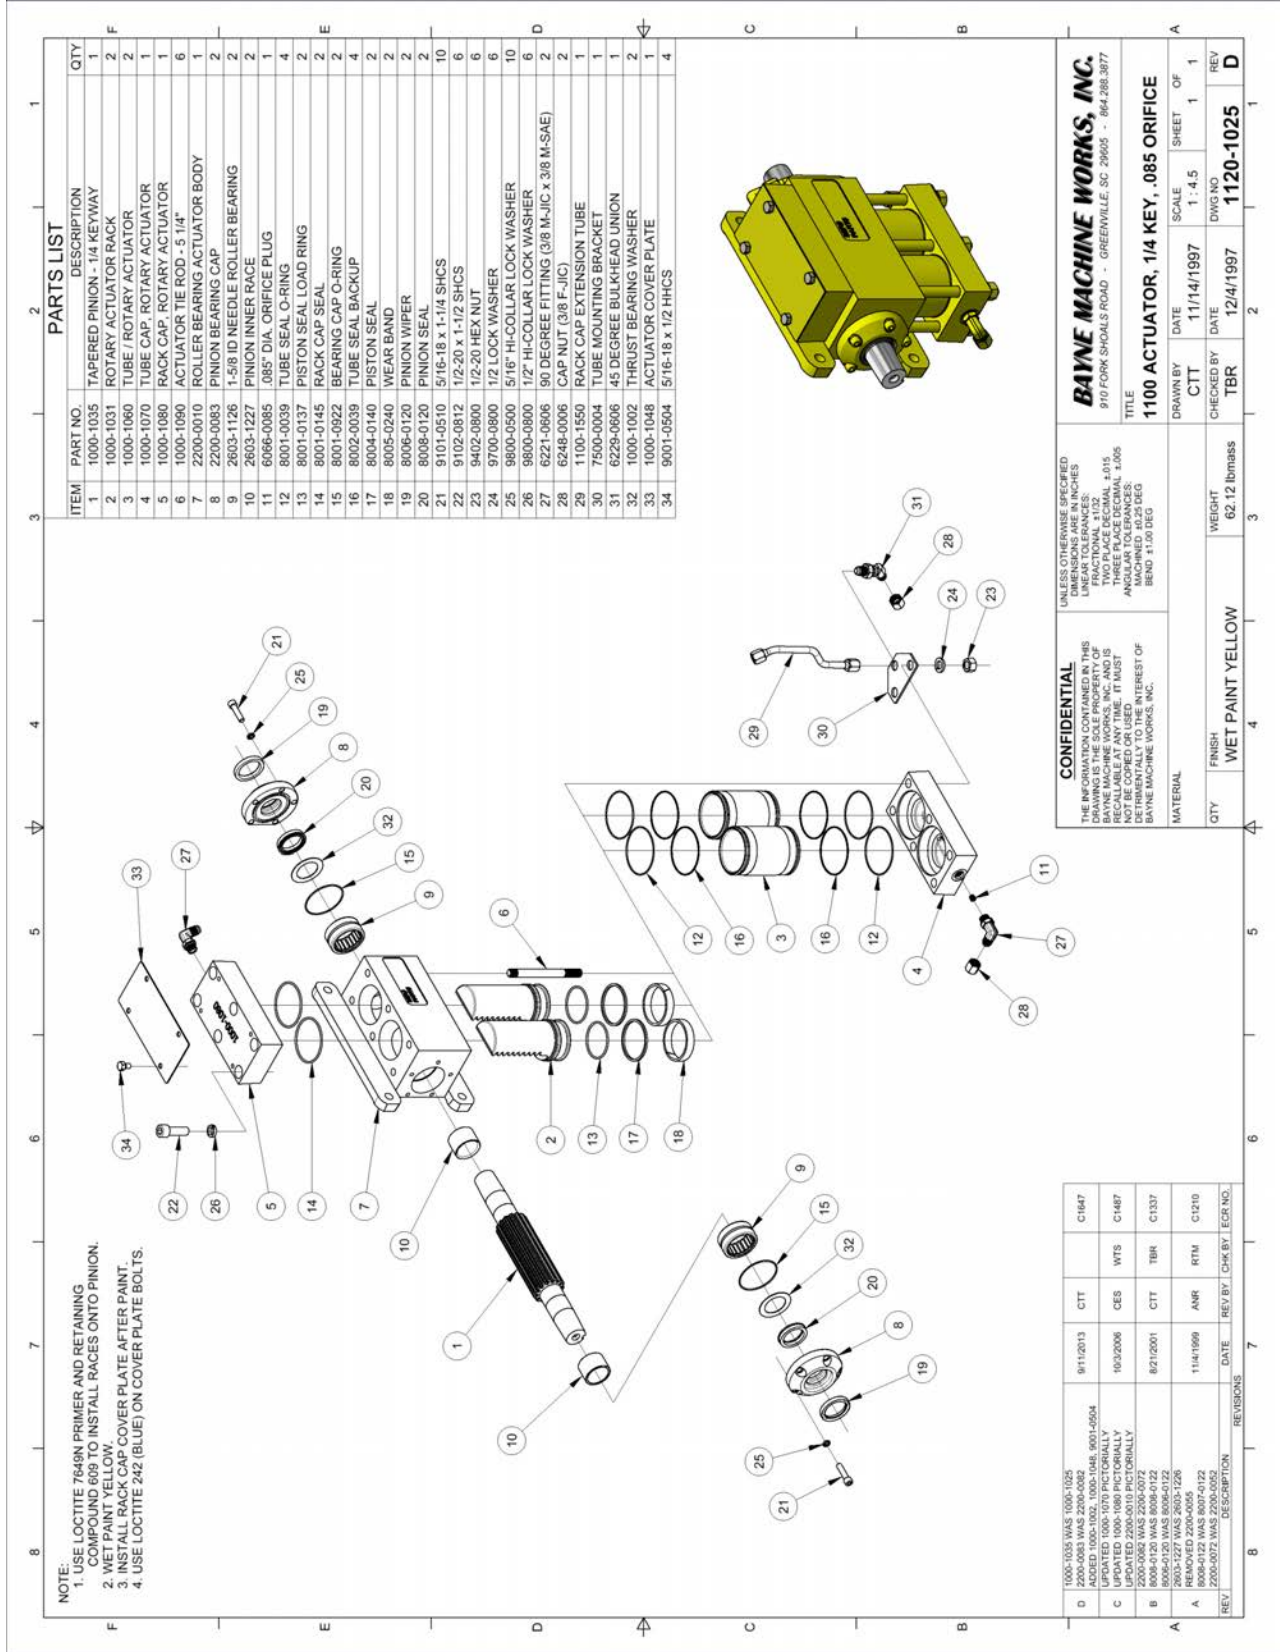 NOTE:
1. USE LOCTITE 7649N PRIMER AND RETAINING
COMPOUND 609 TO INSTALL RACES ONTO PINION.
2. WET PAINT YELLOW.
3. INSTALL RACK CAP COVER PLATE AFTER PAINT.
4. USE LOCTITE 242 (BLUE) ON COVER PLATE BOLTS.
PARTS LIST
ITEM PART NO. DESCRIPTION QTY
1 1000-1035 TAPERED PINION - 1/4 KEYWAY 1
2 1000-1031 ROTARY ACTUATOR RACK 2
3 1000-1060 TUBE / ROTARY ACTUATOR 2
4 1000-1070 TUBE CAP, ROTARY ACTUATOR 1
5 1000-1080 RACK CAP, ROTARY ACTUATOR 1
6 1000-1090 ACTUATOR TIE ROD - 5 1/4" 6
7 2200-0010 ROLLER BEARING ACTUATOR BODY 1
8 2200-0083 PINION BEARING CAP 2
9 2603-1126 1-5/8 ID NEEDLE ROLLER BEARING 2
10 2603-1227 PINION INNER RACE 2
11 6066-0085 .085" DIA. ORIFICE PLUG 1
12 8001-0039 TUBE SEAL O-RING 4
13 8001-0137 PISTON SEAL LOAD RING 2
14 8001-0145 RACK CAP SEAL 2
15 8001-0922 BEARING CAP O-RING 2
16 8002-0039 TUBE SEAL BACKUP 4
17 8004-0140 PISTON SEAL 2
18 8005-0240 WEAR BAND 2
19 8006-0120 PINION WIPER 2
20 8008-0120 PINION SEAL 2
21 9101-0510 5/16-18 x 1-1/4 SHCS 10
22 9102-0812 1/2-20 x 1-1/2 SHCS 6
23 9402-0800 1/2-20 HEX NUT 6
24 9700-0800 1/2 LOCK WASHER 6
25 9800-0500 5/16" HI-COLLAR LOCK WASHER 10
26 9800-0800 1/2" HI-COLLAR LOCK WASHER 6
27 6221-0606 90 DEGREE FITTING (3/8 M-JIC x 3/8 M-SAE) 2
28 6248-0006 CAP NUT (3/8 F-JIC) 2
29 1100-1550 RACK CAP EXTENSION TUBE 1
30 7500-0004 TUBE MOUNTING BRACKET 1
31 6229-0606 45 DEGREE BULKHEAD UNION 1
32 1000-1002 THRUST BEARING WASHER 2
33 1000-1048 ACTUATOR COVER PLATE 1
34 9001-0504 5/16-18 x 1/2 HHCS 4
CONFIDENTIAL
THE INFORMATION CONTAINED IN THIS
DRAWING IS THE SOLE PROPERTY OF
BAYNE MACHINE WORKS, INC. AND IS
RECALLABLE AT ANY TIME. IT MUST
NOT BE COPIED OR USED
DETRIMENTALLY TO THE INTEREST OF
BAYNE MACHINE WORKS, INC.
UNLESS OTHERWISE SPECIFIED
DIMENSIONS ARE IN INCHES
LINEAR TOLERANCES:
FRACTIONAL ±1/32
TWO PLACE DECIMAL ±.015
THREE PLACE DECIMAL ±.005
ANGULAR TOLERANCES:
MACHINED ±0.25 DEG
BEND ±1.00 DEG
MATERIAL
QTY
FINISH
WET PAINT YELLOW
WEIGHT
62.12 lbmass
BAYNE MACHINE WORKS, INC.
910 FORK SHOALS ROAD - GREENVILLE, SC 29605 - 864.288.3877
TITLE
1100 ACTUATOR, 1/4 KEY, .085 ORIFICE
DRAWN BY CTT
DATE 11/14/1997
SCALE 1 : 4.5
SHEET 1 OF 1
CHECKED BY TBR
DATE 12/4/1997
DWG NO. 1120-1025
REV D
D 1000-1035 WAS 1000-1025
2200-0083 WAS 2200-0082
ADDED 1000-1002, 1000-1048, 9001-0504 9/11/2013 CTT C1647
C UPDATED 1000-1070 PICTORIALLY
UPDATED 1000-1080 PICTORIALLY
UPDATED 2200-0010 PICTORIALLY 10/3/2006 CES WTS C1487
B 2200-0082 WAS 2200-0072
8008-0120 WAS 8008-0122
8006-0120 WAS 8006-0122 8/21/2001 CTT TBR C1337
A 2603-1227 WAS 2603-1226
REMOVED 2200-0055
8008-0122 WAS 8007-0122
2200-0072 WAS 2200-0052 11/4/1999 ANR RTM C1210
REV DESCRIPTION DATE REV BY CHK BY ECR NO.
REVISIONS